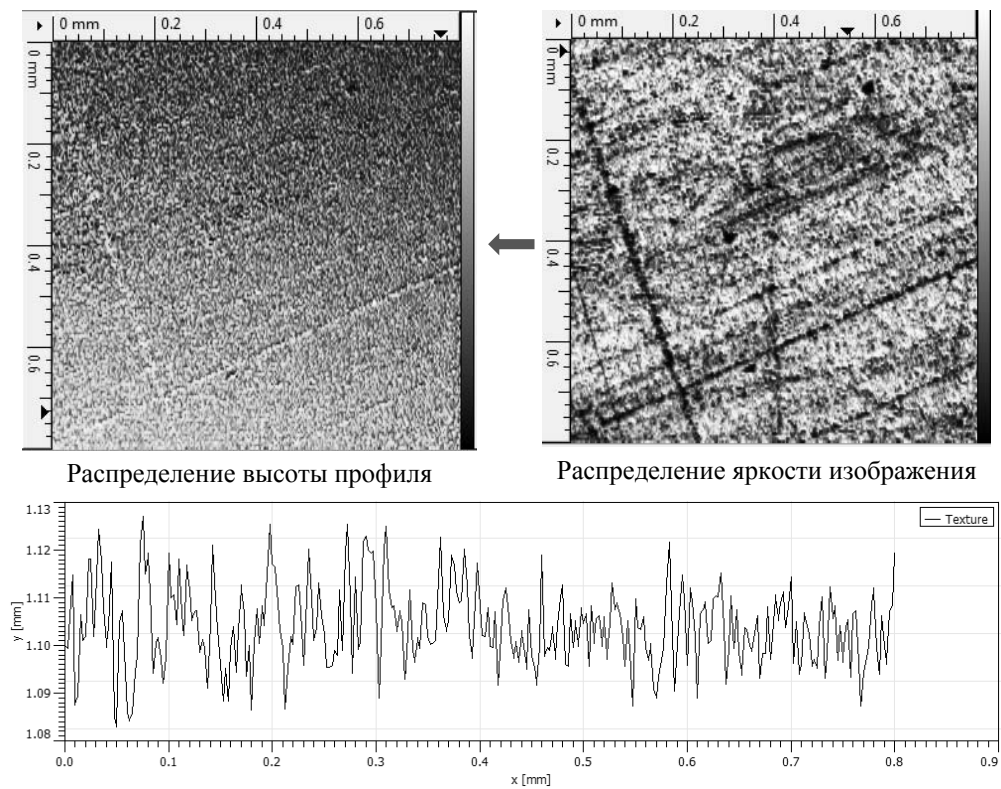 0 mm 0.2 0.4 0.6
0 mm
0.2
0.4
0.6
0 mm 0.2 0.4 0.6
0 mm
0.2
0.4
0.6
Распределение высоты профиля
Распределение яркости изображения
1.13
1.12
1.11
1.10
1.09
1.08
y [mm]
Texture
0.0 0.1 0.2 0.3 0.4 0.5 0.6 0.7 0.8 0.9
x [mm]